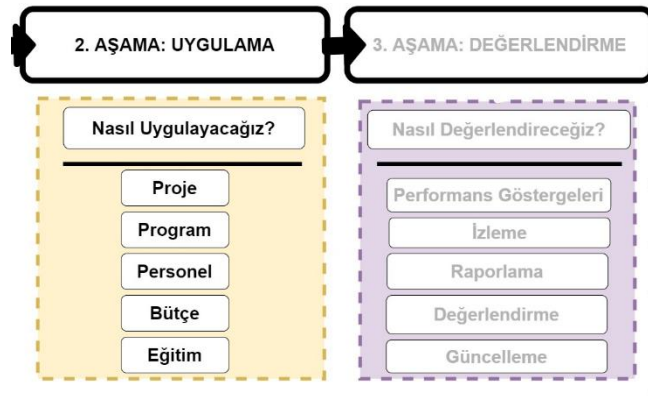 2. AŞAMA: UYGULAMA
3. AŞAMA: DEĞERLENDİRME
Nasıl Uygulayacağız?
Proje
Program
Personel
Bütçe
Eğitim
Nasıl Değerlendireceğiz?
Performans Göstergeleri
İzleme
Raporlama
Değerlendirme
Güncelleme